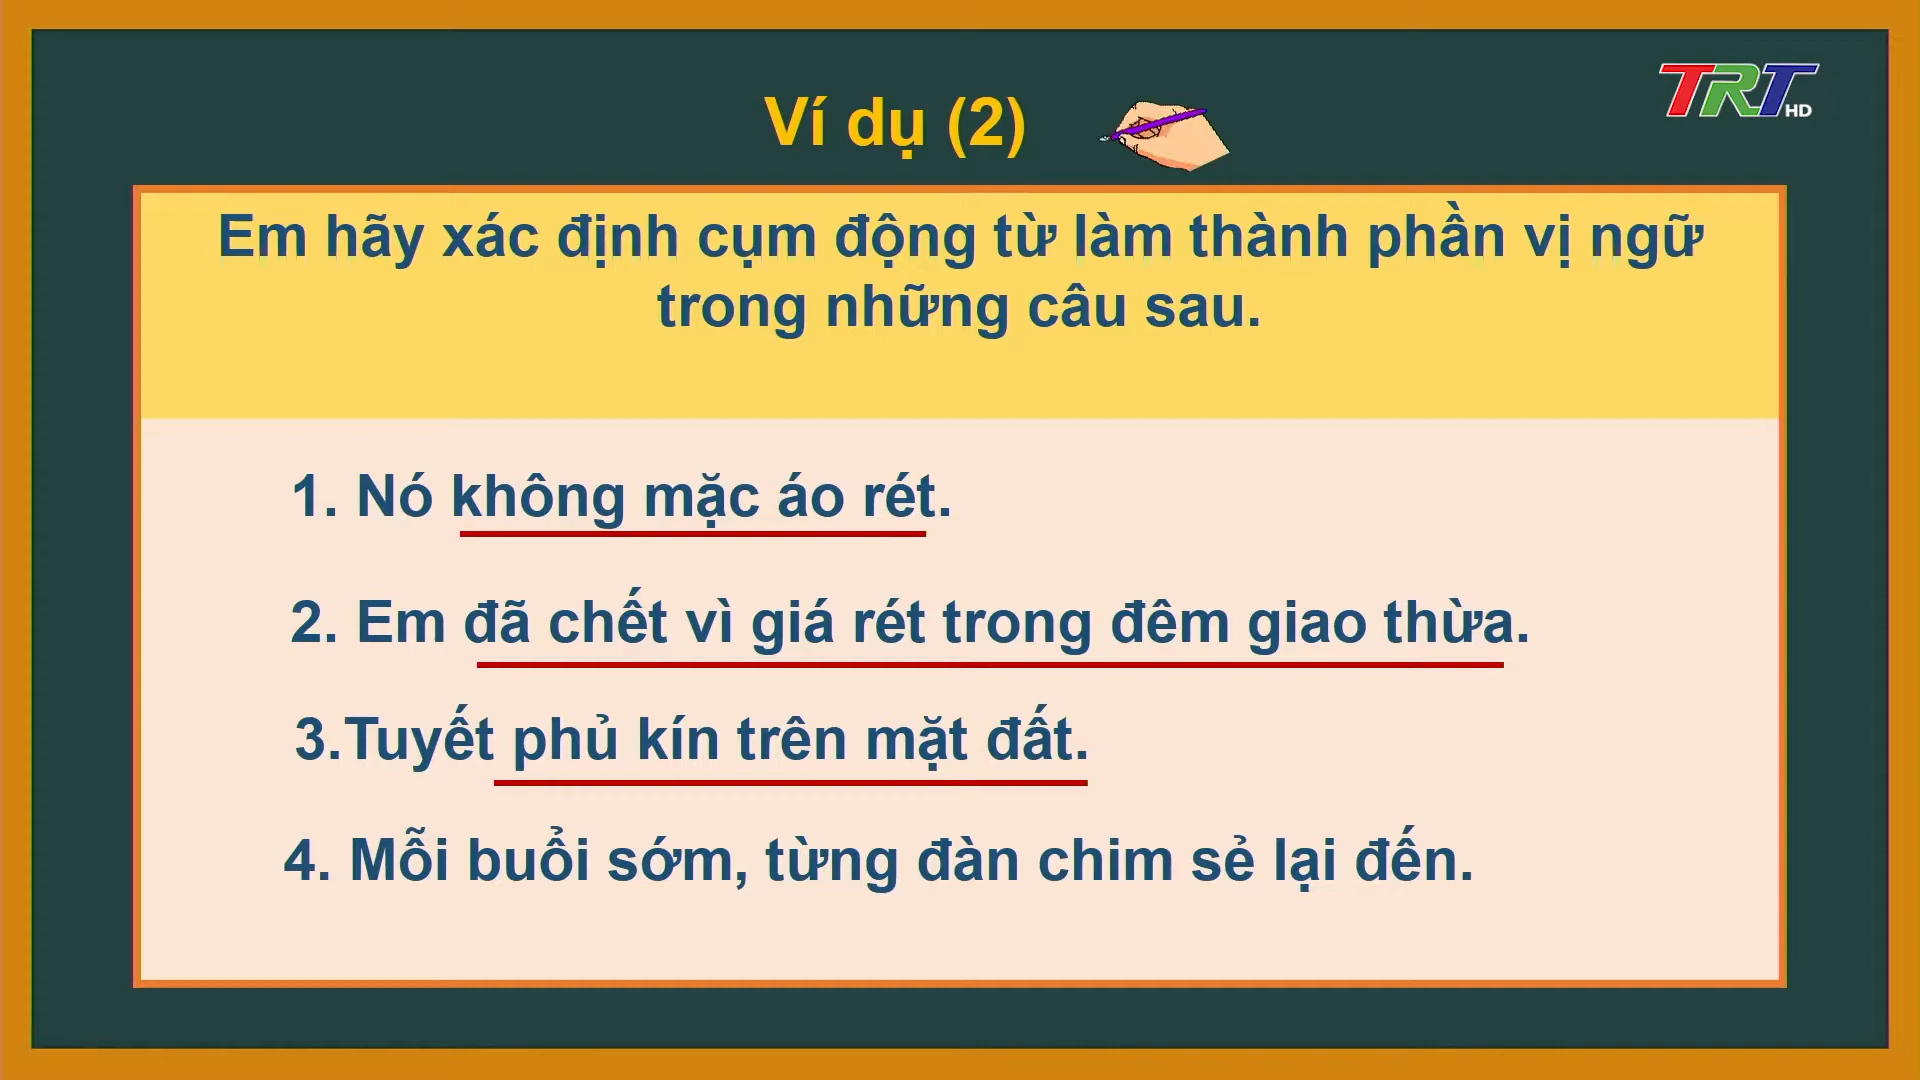 TRT HD
Ví dụ (2)
Em hãy xác định cụm động từ làm thành phần vị ngữ
trong những câu sau.
1. Nó không mặc áo rét.
2. Em đã chết vì giá rét trong đêm giao thừa.
3.Tuyết phủ kín trên mặt đất.
4. Mỗi buổi sớm, từng đàn chim sẻ lại đến.